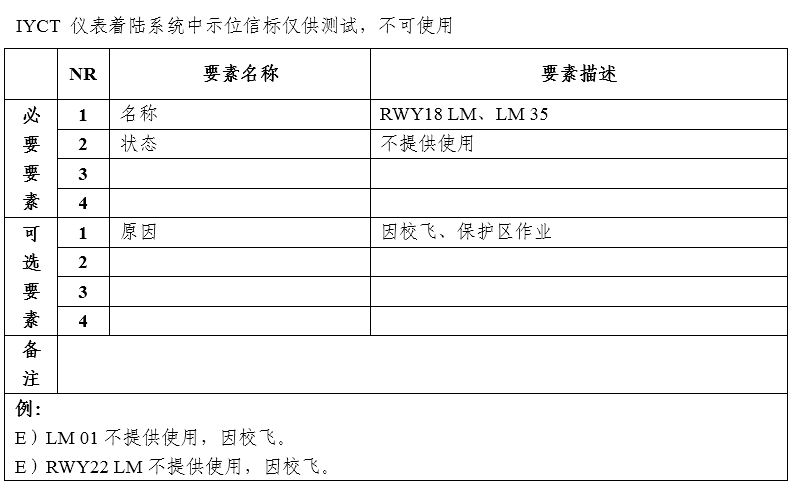 IYCT 仪表着陆系统中示位信标仅供测试，不可使用
NR 要素名称 要素描述
必要要素
1 名称 RWY18 LM、LM 35
2 状态 不提供使用
3
4
可选要素
1 原因 因校飞、保护区作业
2
3
4
备注
例：
E）LM 01 不提供使用，因校飞。
E）RWY22 LM 不提供使用，因校飞。